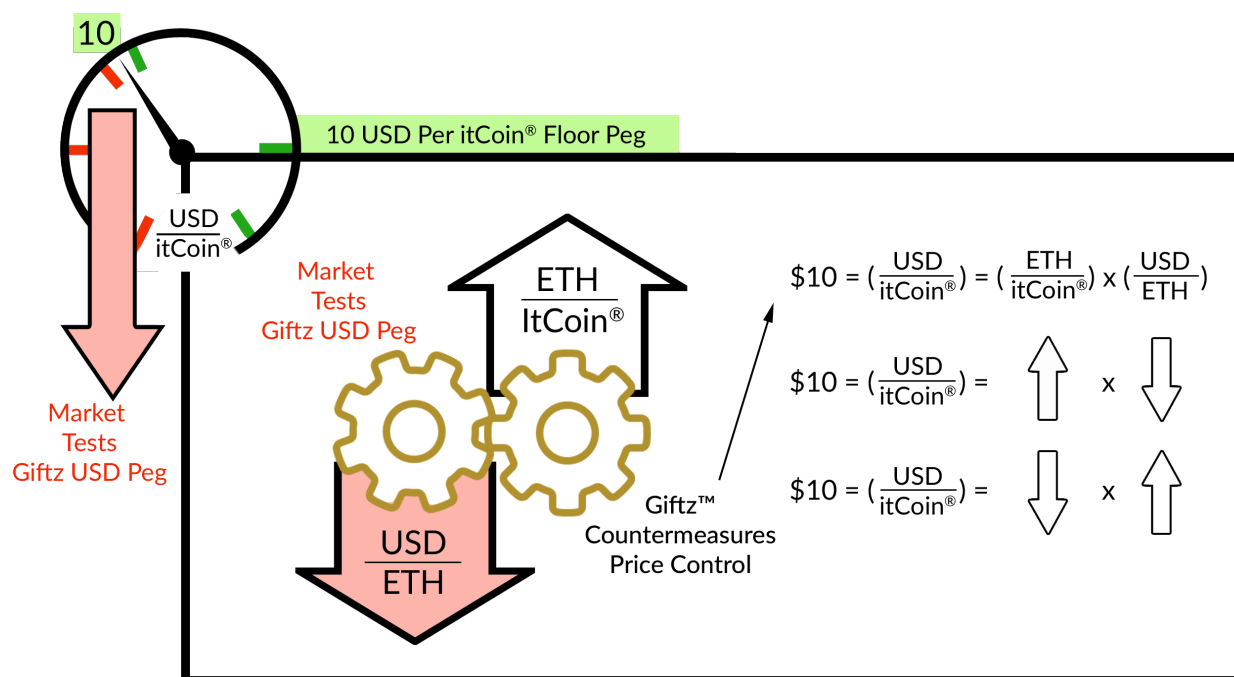 10
10 USD Per itCoin® Floor Peg
USD
itCoin®
Market
Tests
Giftz USD Peg
Market
Tests
Giftz USD Peg
ETH
ItCoin®
USD
ETH
Giftz™
Countermeasures
Price Control
$10 = (USD/itCoin®) = (ETH/itCoin®) x (USD/ETH)
$10 = (USD/itCoin®) = x
$10 = (USD/itCoin®) = x